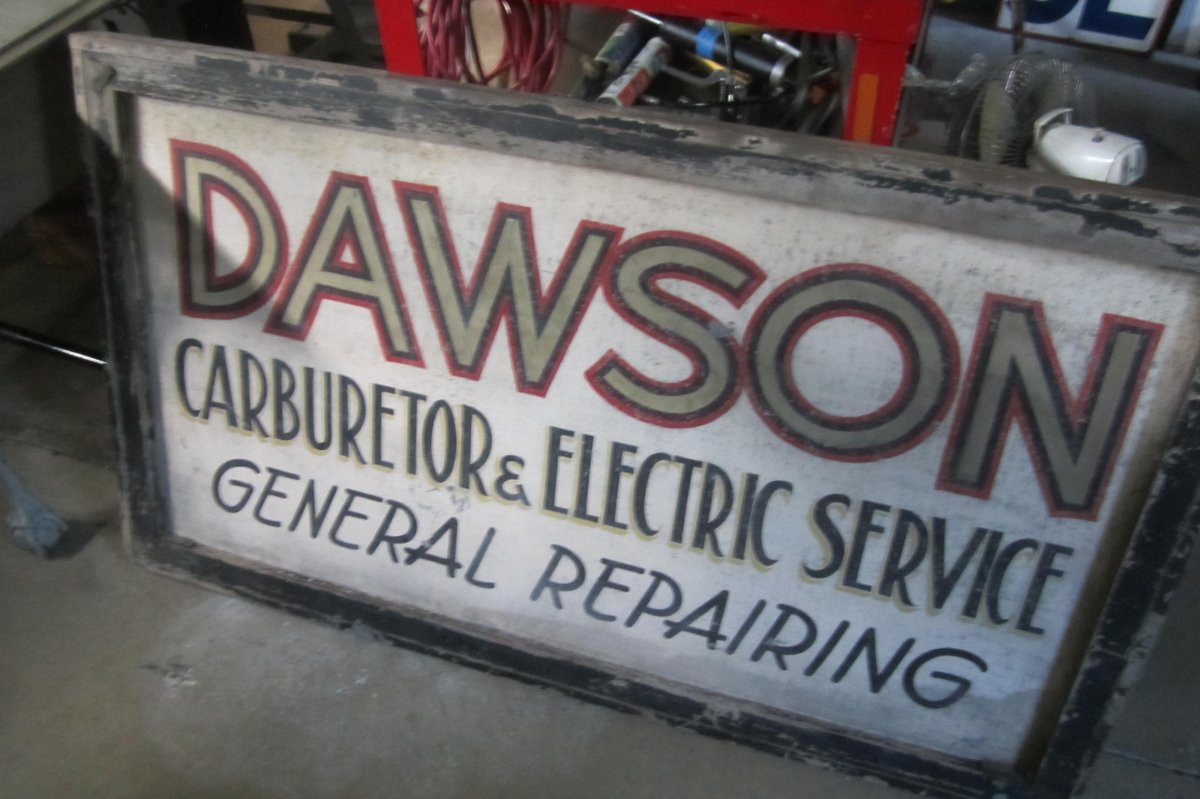 DAWSON
CARBURETOR & ELECTRIC SERVICE
GENERAL REPAIRING